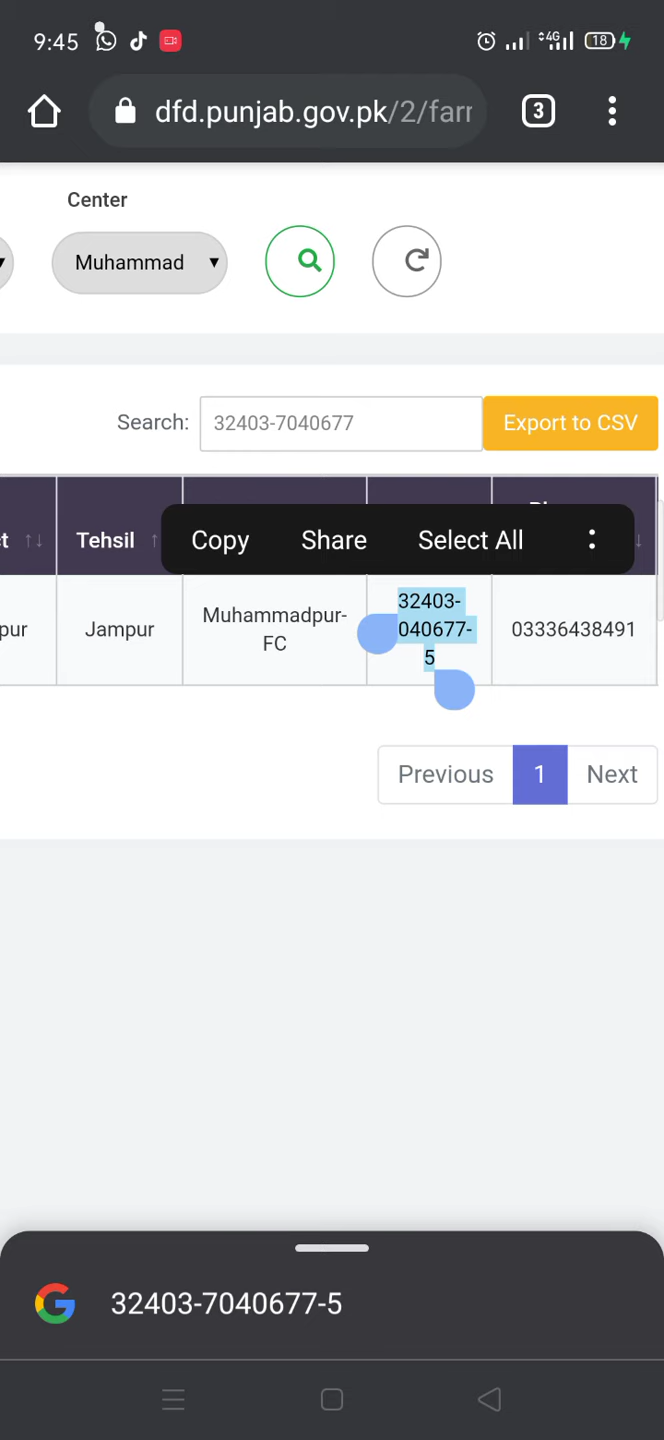 9:45
4G
18
dfd.punjab.gov.pk/2/farr
3
Center
Muhammad
Search: 32403-7040677 Export to CSV
t Tehsil
Copy Share Select All
pur Jampur Muhammadpur-
FC
32403-
040677-
5
03336438491
Previous 1 Next
32403-7040677-5